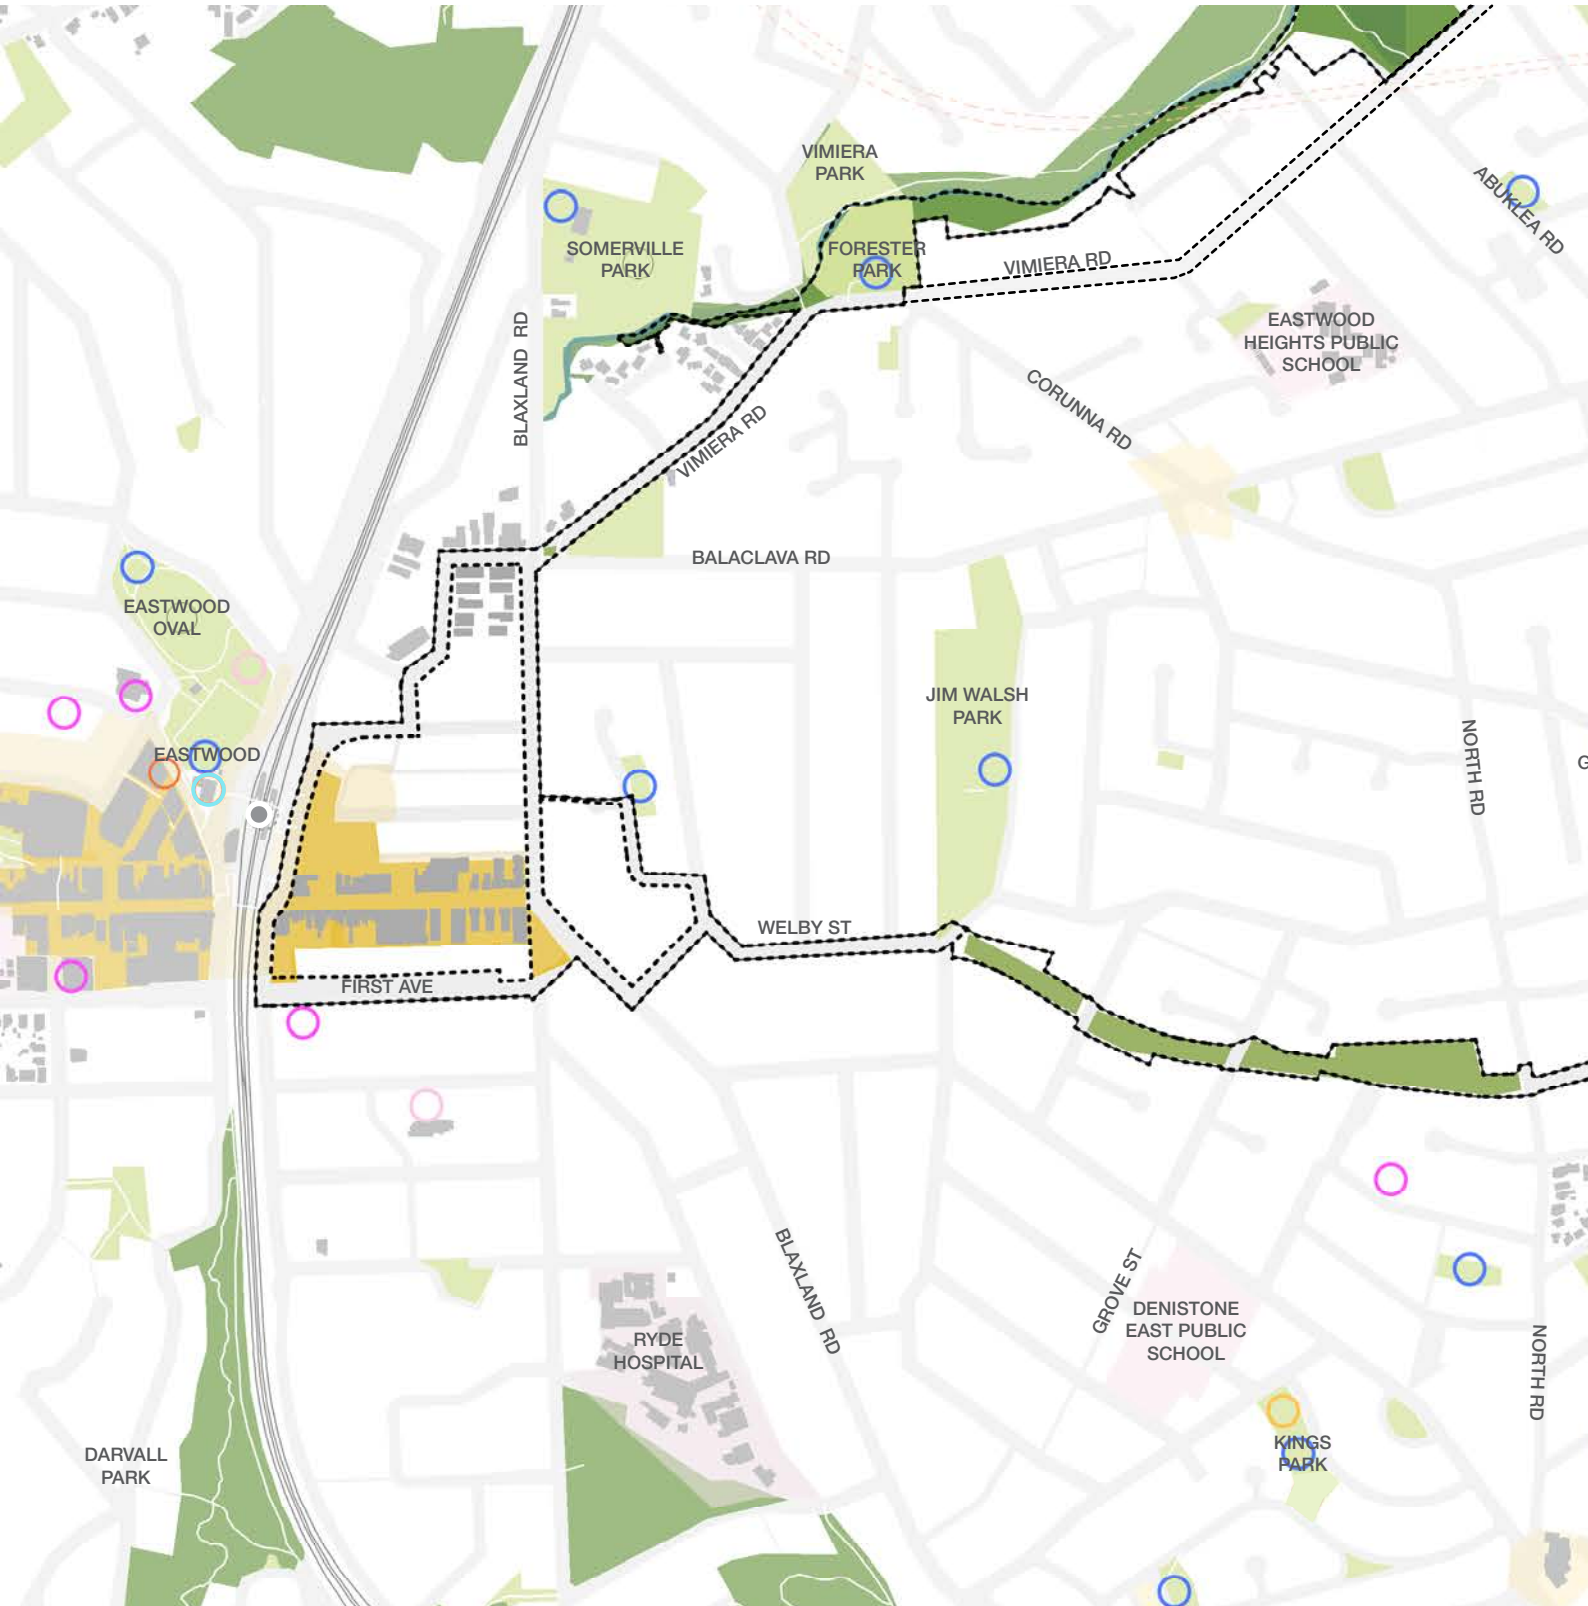 VIMIERA
PARK
ABUKLEA RD
SOMERVILLE
PARK
FORESTER
PARK
VIMIERA RD
EASTWOOD
HEIGHTS PUBLIC
SCHOOL
BLAXLAND RD
CORUNNA RD
VIMIERA RD
BALACLAVA RD
EASTWOOD
OVAL
JIM WALSH
PARK
NORTH RD
EASTWOOD
G
WELBY ST
FIRST AVE
BLAXLAND RD
GROVE ST
DENISTONE
EAST PUBLIC
SCHOOL
RYDE
HOSPITAL
NORTH RD
DARVALL
PARK
KINGS
PARK